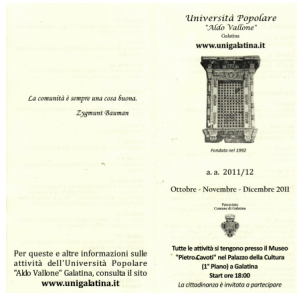 La comunità è sempre una cosa buona.
Zygmunt Bauman
Per queste e altre informazioni sulle
attività dell'Università Popolare
"Aldo Vallone" Galatina, consulta il sito
www.unigalatina.it
Università Popolare
"Aldo Vallone"
Galatina
www.unigalatina.it
Fondata nel 1992
a. a. 2011/12
Ottobre - Novembre - Dicembre 2011
Patrocinio
Comune di Galatina
Tutte le attività si tengono presso il Museo
"Pietro Cavoti" nel Palazzo della Cultura
(1° Piano) a Galatina
Start ore 18:00
La cittadinanza è invitata a partecipare